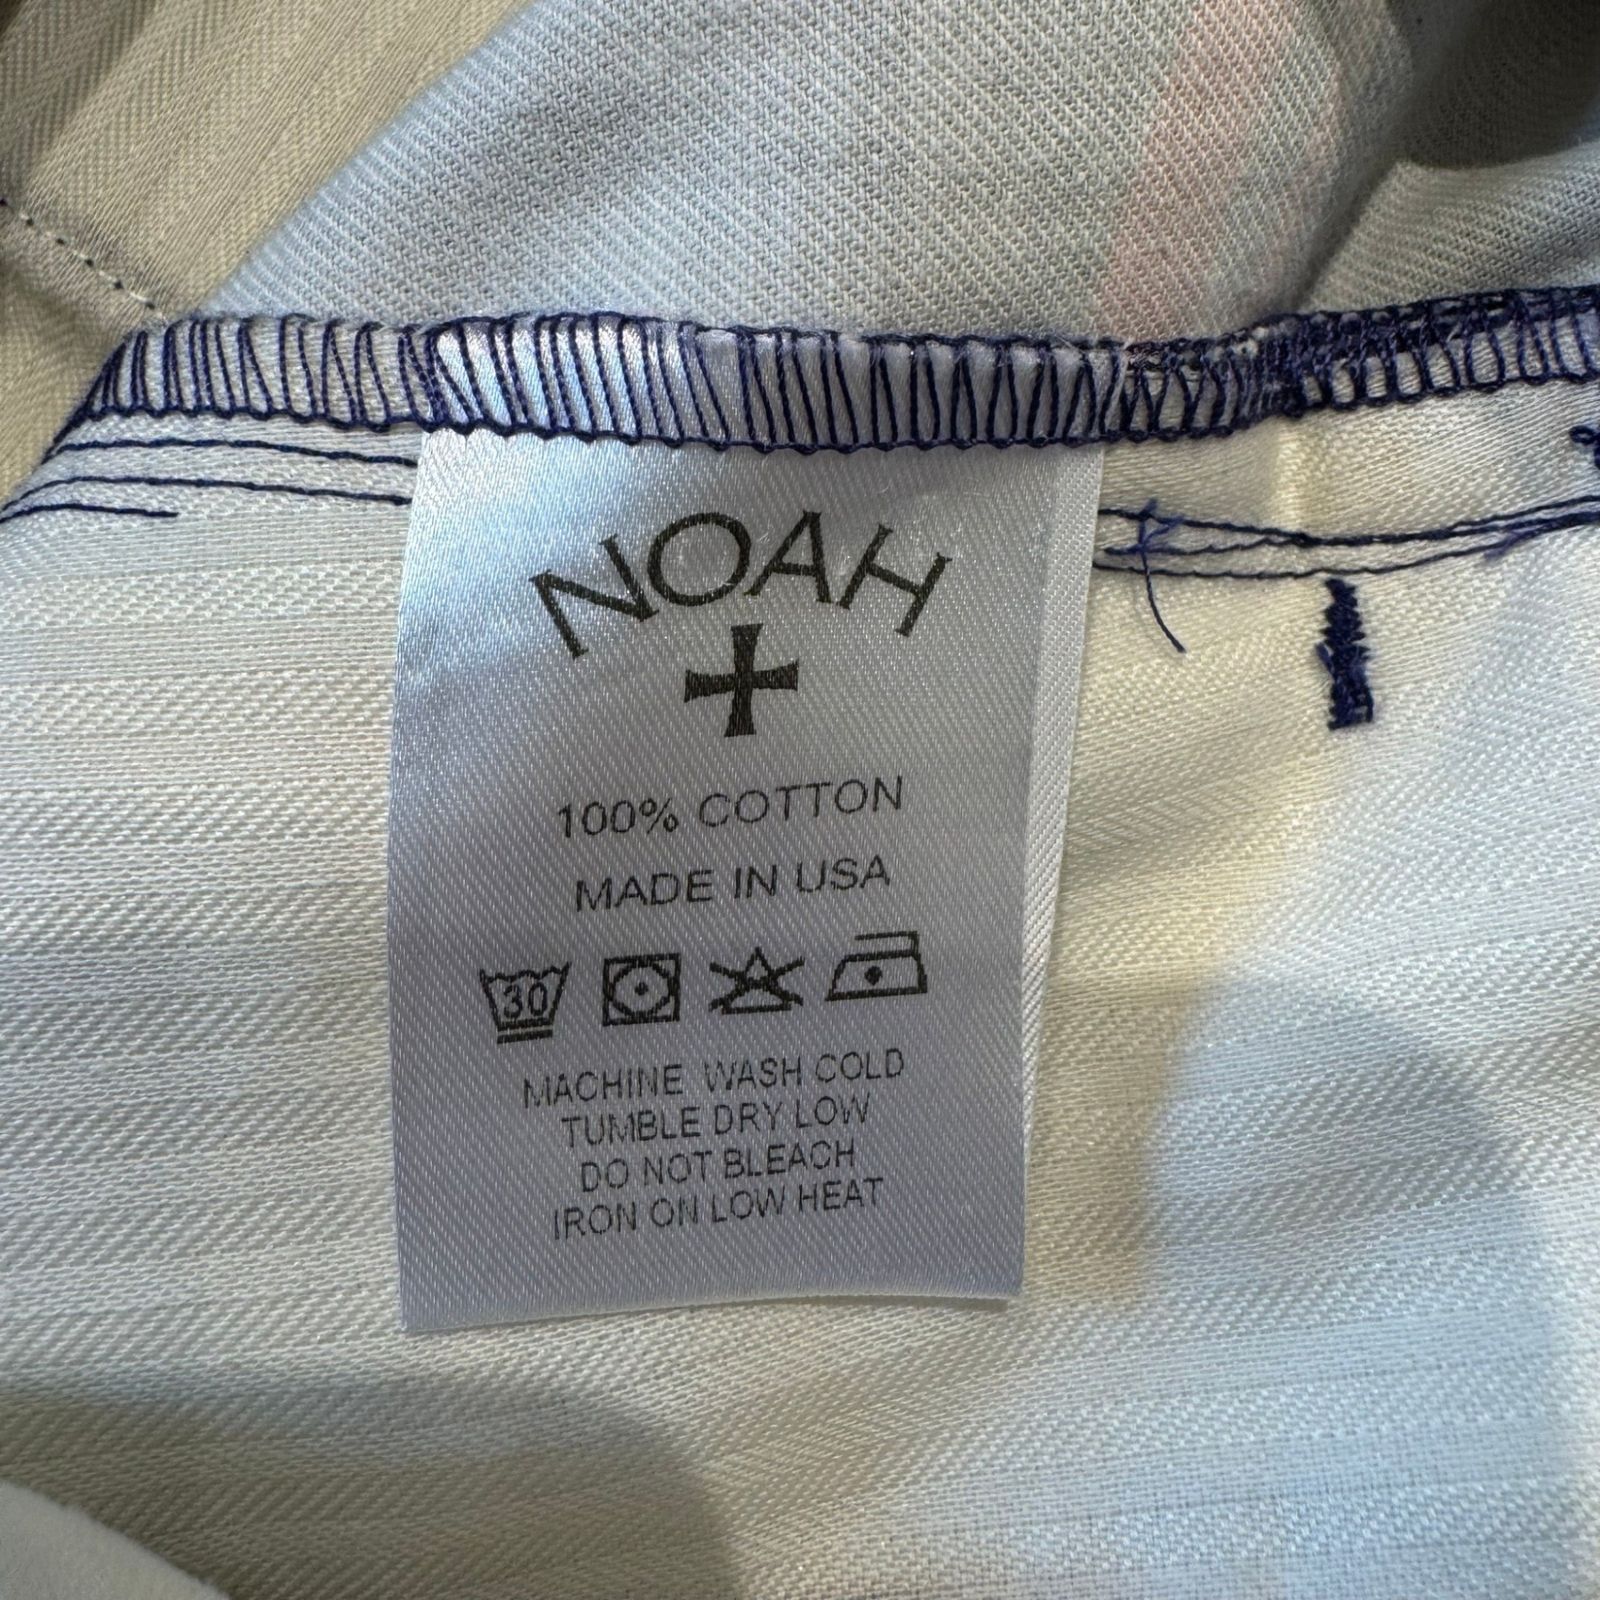 NOAH
100% COTTON
MADE IN USA
30
MACHINE WASH COLD
TUMBLE DRY LOW
DO NOT BLEACH
IRON ON LOW HEAT